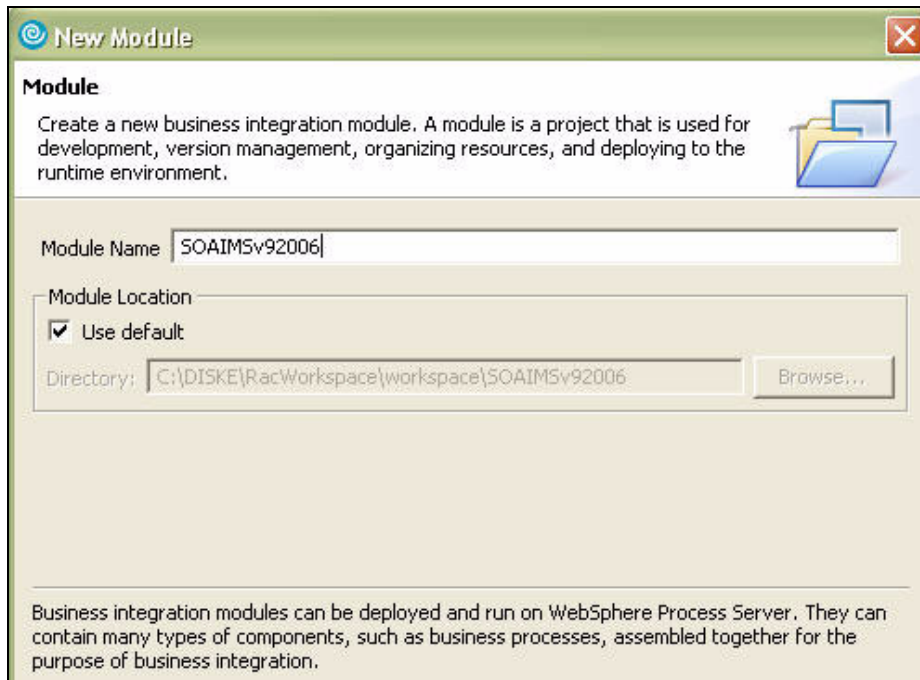 New Module
Module
Create a new business integration module. A module is a project that is used for
development, version management, organizing resources, and deploying to the
runtime environment.
Module Name SOAIMSv92006
Module Location
Use default
Directory: C:\DISKE\RacWorkspace\workspace\SOAIMSv92006 Browse...
Business integration modules can be deployed and run on WebSphere Process Server. They can
contain many types of components, such as business processes, assembled together for the
purpose of business integration.